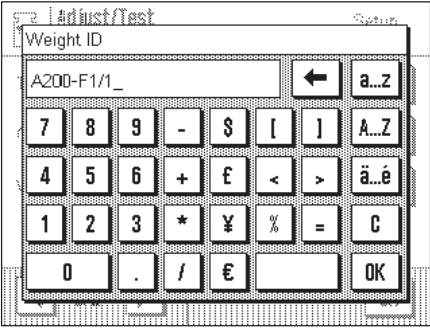 Adjust/Test Setup
Weight ID
A200-F1/1_ a...z
7 8 9 - $ [ ] A...Z
4 5 6 + £ < > ä...é
1 2 3 * ¥ % = C
0 . / € OK